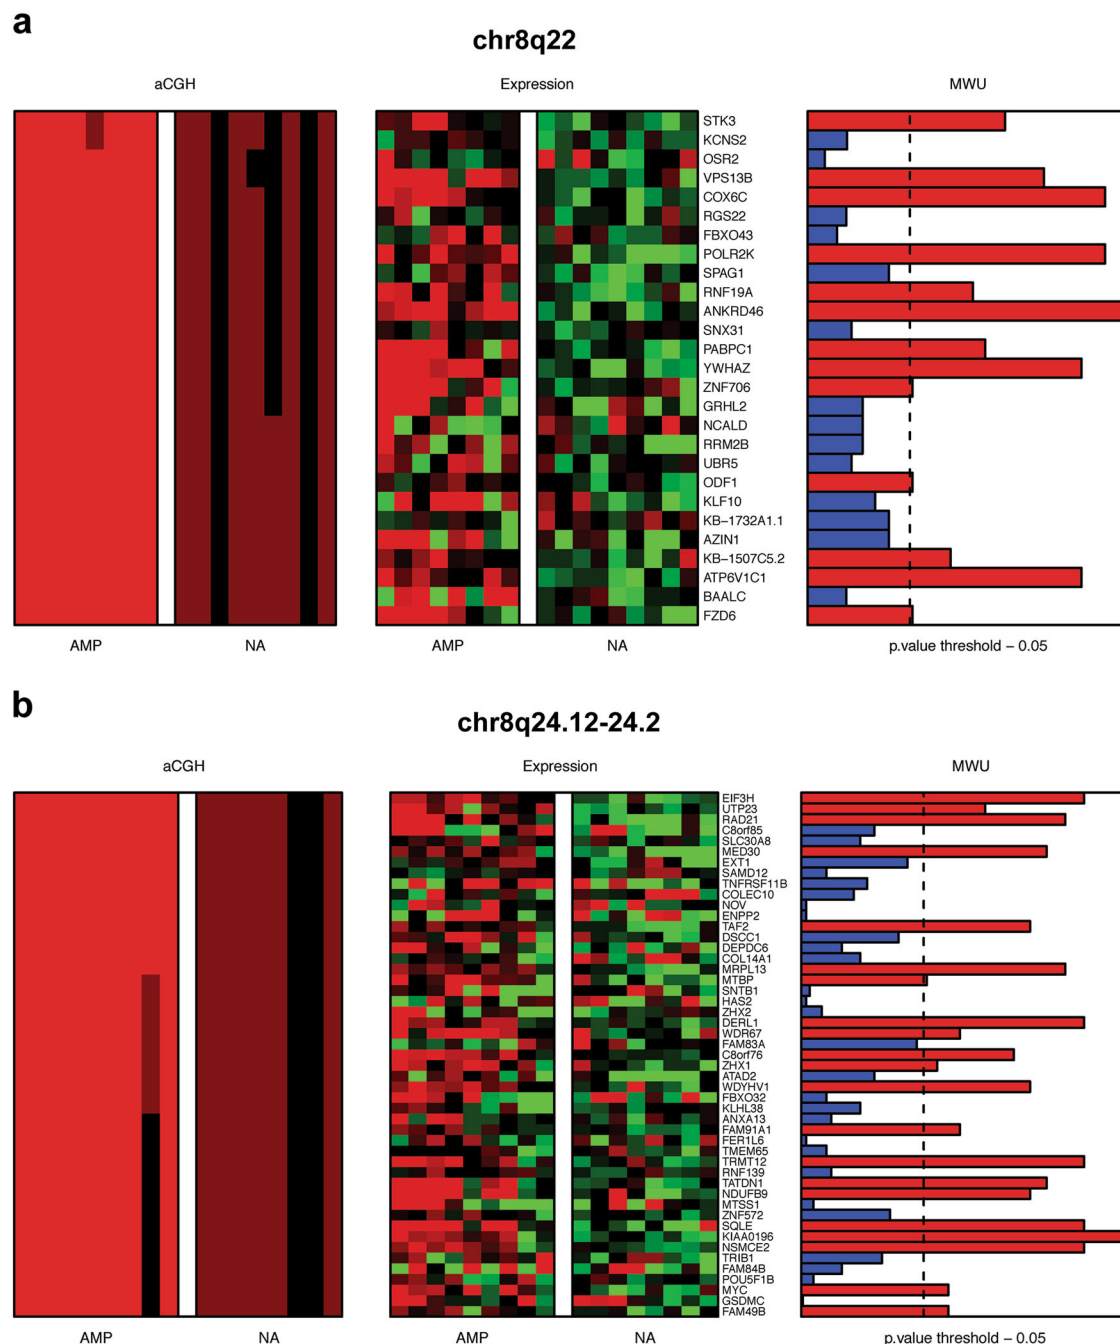 a
chr8q22
aCGH
Expression
MWU
STK3
KCNS2
OSR2
VPS13B
COX6C
RGS22
FBXO43
POLR2K
SPAG1
RNF19A
ANKRD46
SNX31
PABPC1
YWHAZ
ZNF706
GRHL2
NCALD
RRM2B
UBR5
ODF1
KLF10
KB−1732A1.1
AZIN1
KB−1507C5.2
ATP6V1C1
BAALC
FZD6
AMP
NA
AMP
NA
p.value threshold − 0.05
b
chr8q24.12-24.2
aCGH
Expression
MWU
EIF3H
UTP23
RAD21
C8orf85
SLC30A8
MED30
EXT1
SAMD12
TNFRSF11B
COLEC10
NOV
ENPP2
TAF2
DSCC1
DEPDC6
COL14A1
MRPL13
MTBP
SNTB1
HAS2
ZHX2
DERL1
WDR67
FAM83A
C8orf76
ZHX1
ATAD2
WDYHV1
FBXO32
KLHL38
ANXA13
FAM91A1
FER1L6
TMEM65
TRMT12
RNF139
TATDN1
NDUFB9
MTSS1
ZNF572
SQLE
KIAA0196
NSMCE2
TRIB1
FAM84B
POU5F1B
MYC
GSDMC
FAM49B
AMP
NA
AMP
NA
p.value threshold − 0.05